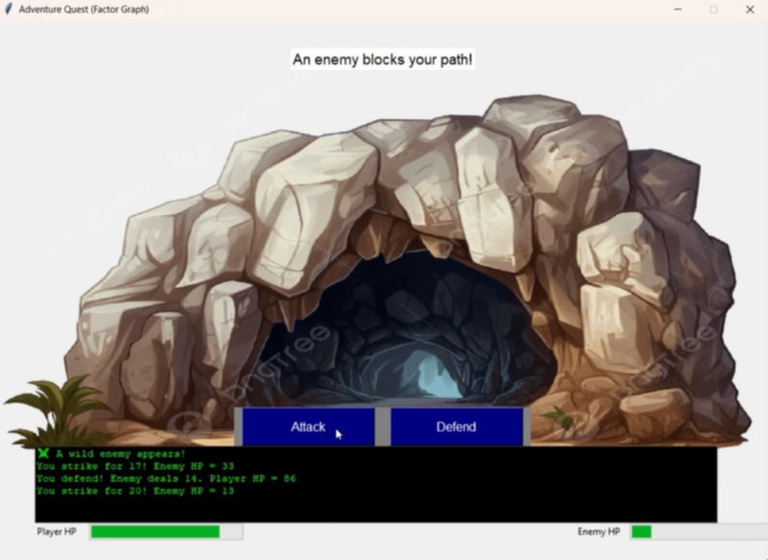 Adventure Quest (Factor Graph)
An enemy blocks your path!
pngtree
pngtree
Attack
Defend
A wild enemy appears!
You strike for 17! Enemy HP = 33
You defend! Enemy deals 14. Player HP = 86
You strike for 20! Enemy HP = 13
Player HP
Enemy HP